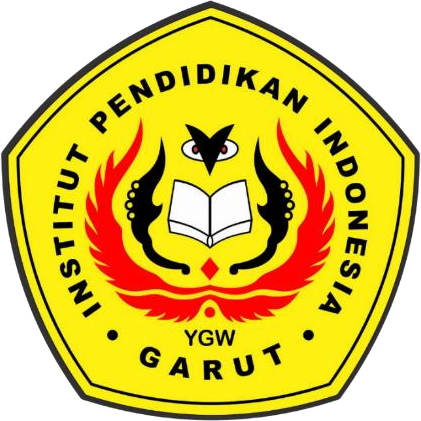 INSTITUT PENDIDIKAN INDONESIA
YGW
GARUT